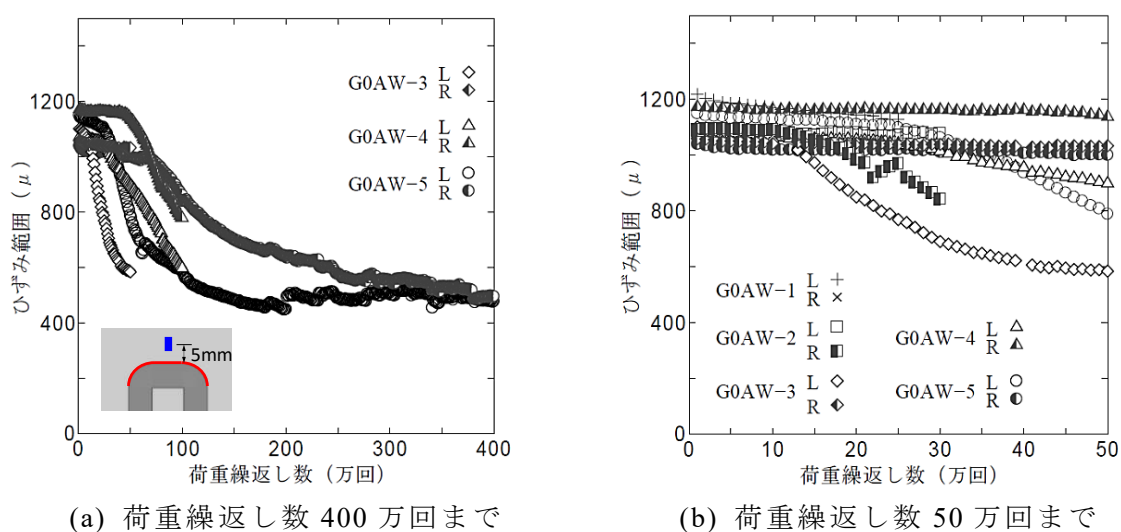 ひずみ範囲（μ）
1200
800
400
0
G0AW-3 L
R
G0AW-4 L
R
G0AW-5 L
R
5mm
0 100 200 300 400
荷重繰返し数（万回）
(a) 荷重繰返し数 400 万回まで
ひずみ範囲（μ）
1200
800
400
0
G0AW-1 L
R
G0AW-2 L
R
G0AW-3 L
R
G0AW-4 L
R
G0AW-5 L
R
0 10 20 30 40 50
荷重繰返し数（万回）
(b) 荷重繰返し数 50 万回まで